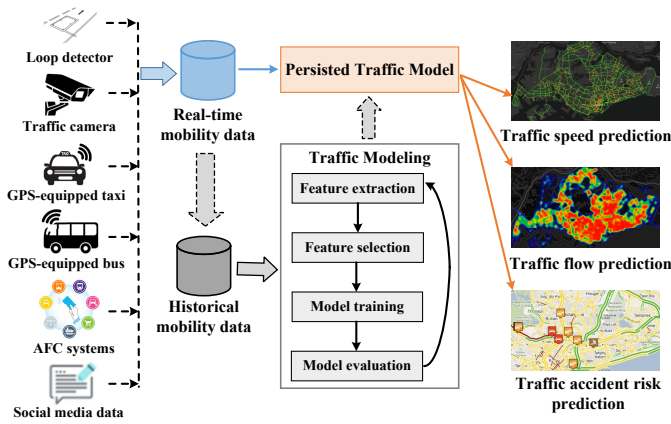 Loop detector
Traffic camera
GPS-equipped taxi
GPS-equipped bus
AFC systems
Social media data
Real-time
mobility data
Historical
mobility data
Persisted Traffic Model
Traffic Modeling
Feature extraction
Feature selection
Model training
Model evaluation
Traffic speed prediction
Traffic flow prediction
Traffic accident risk
prediction